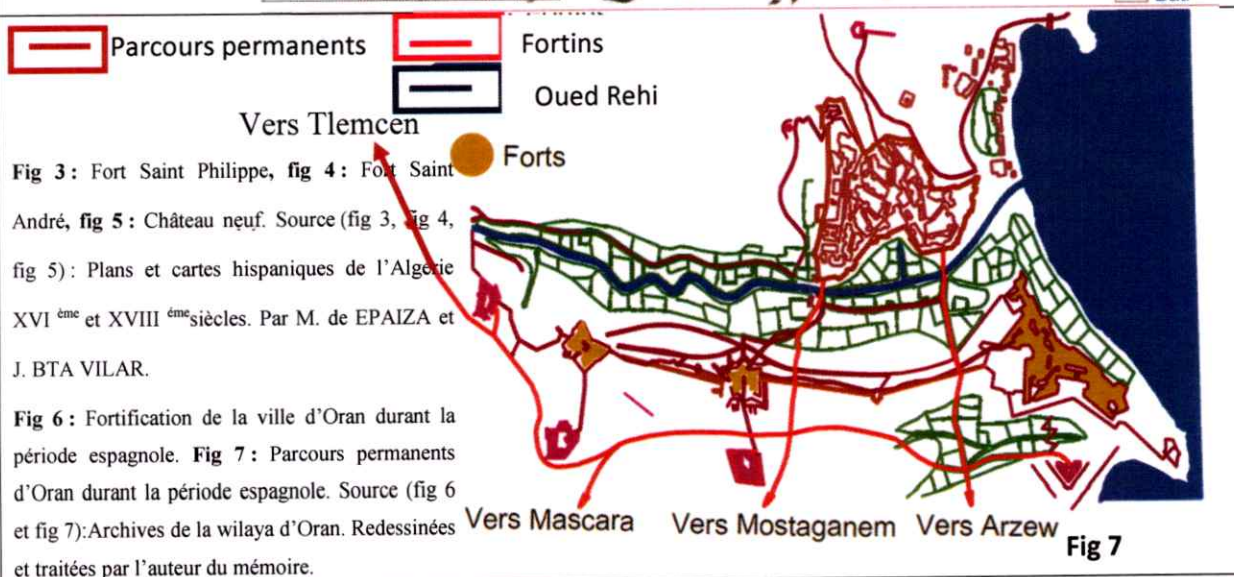 Parcours permanents
Fortins
Oued Rehi
Vers Tlemcen
Forts
Fig 3 : Fort Saint Philippe, fig 4 : Fort Saint
André, fig 5 : Château neuf. Source (fig 3, fig 4,
fig 5) : Plans et cartes hispaniques de l'Algérie
XVI ème et XVIII émesiècles. Par M. de EPAIZA et
J. BTA VILAR.
Fig 6 : Fortification de la ville d'Oran durant la
période espagnole. Fig 7 : Parcours permanents
d'Oran durant la période espagnole. Source (fig 6
et fig 7):Archives de la wilaya d'Oran. Redessinées
et traitées par l'auteur du mémoire.
Vers Mascara
Vers Mostaganem
Vers Arzew
Fig 7